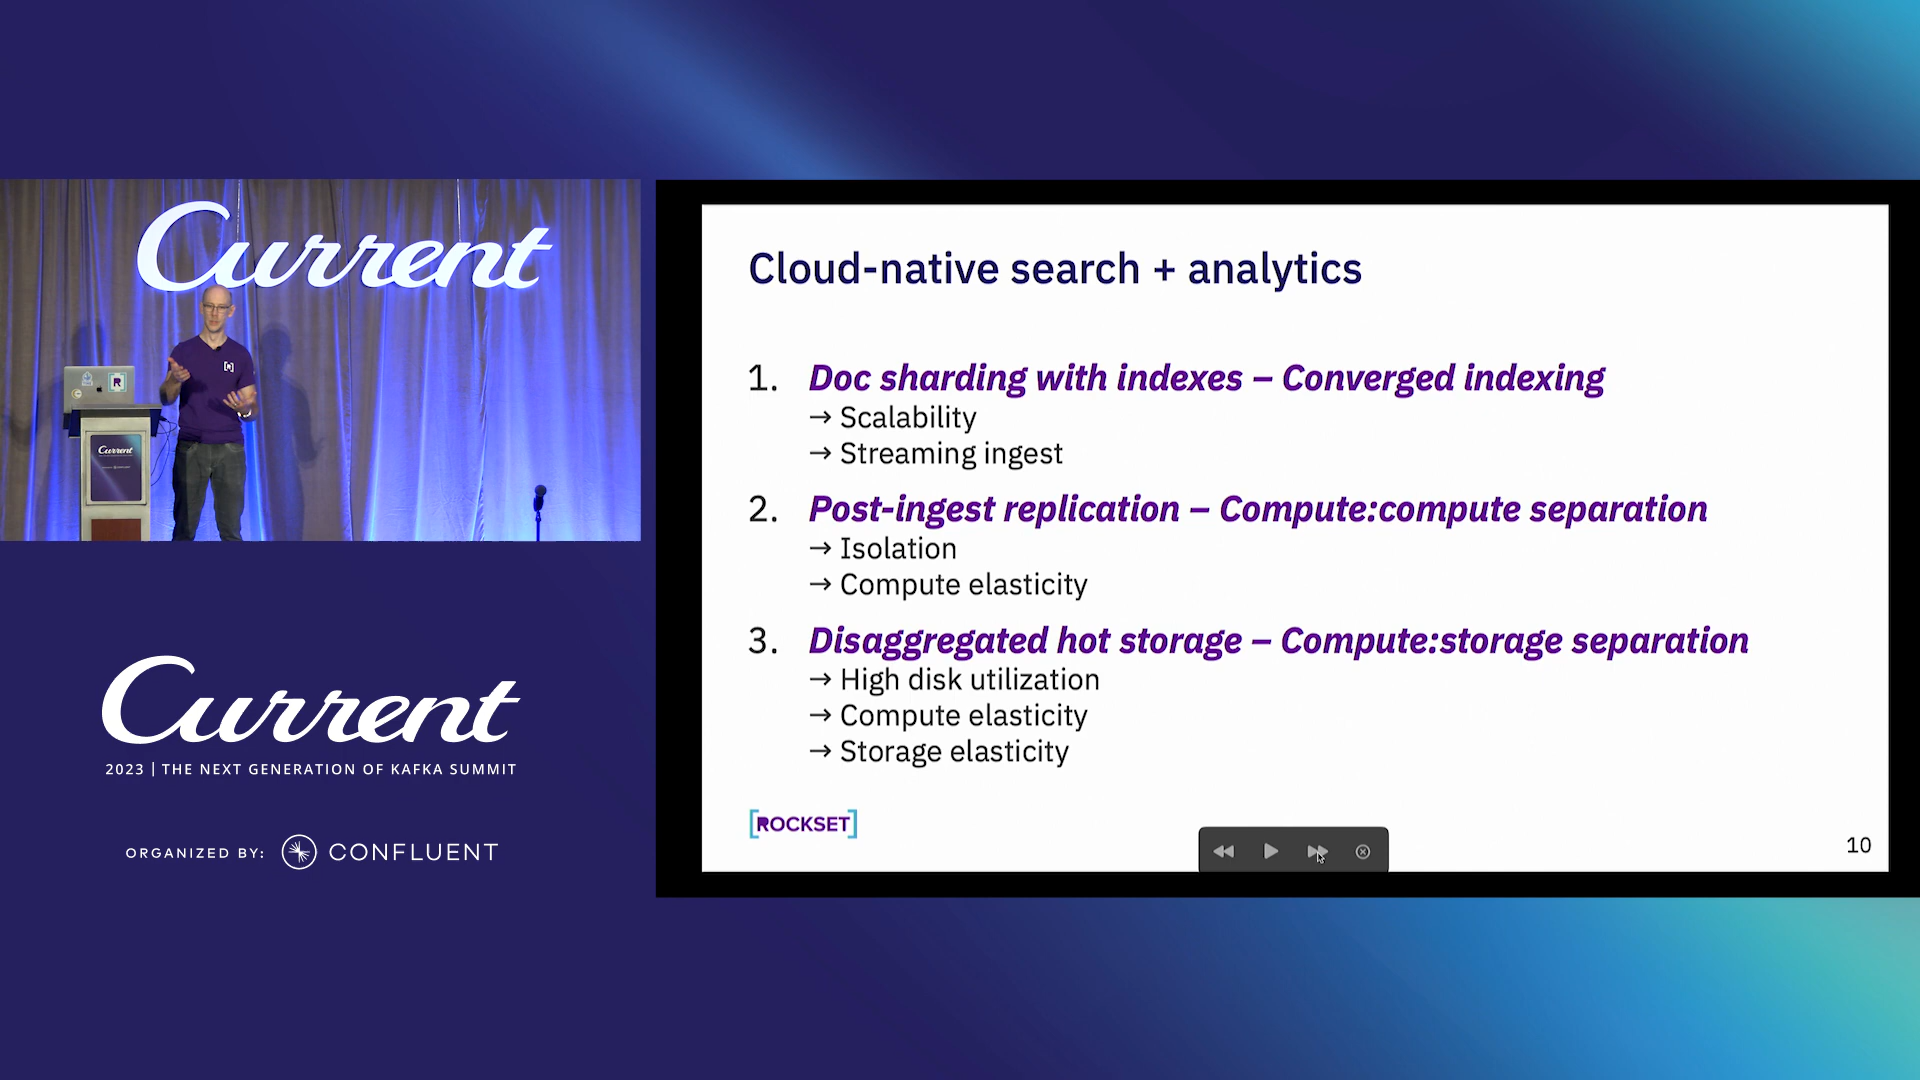 Current
Current
Current
2023 | THE NEXT GENERATION OF KAFKA SUMMIT
ORGANIZED BY: CONFLUENT
Cloud-native search + analytics
1. Doc sharding with indexes – Converged indexing
→ Scalability
→ Streaming ingest
2. Post-ingest replication – Compute:compute separation
→ Isolation
→ Compute elasticity
3. Disaggregated hot storage – Compute:storage separation
→ High disk utilization
→ Compute elasticity
→ Storage elasticity
[ROCKSET]
10